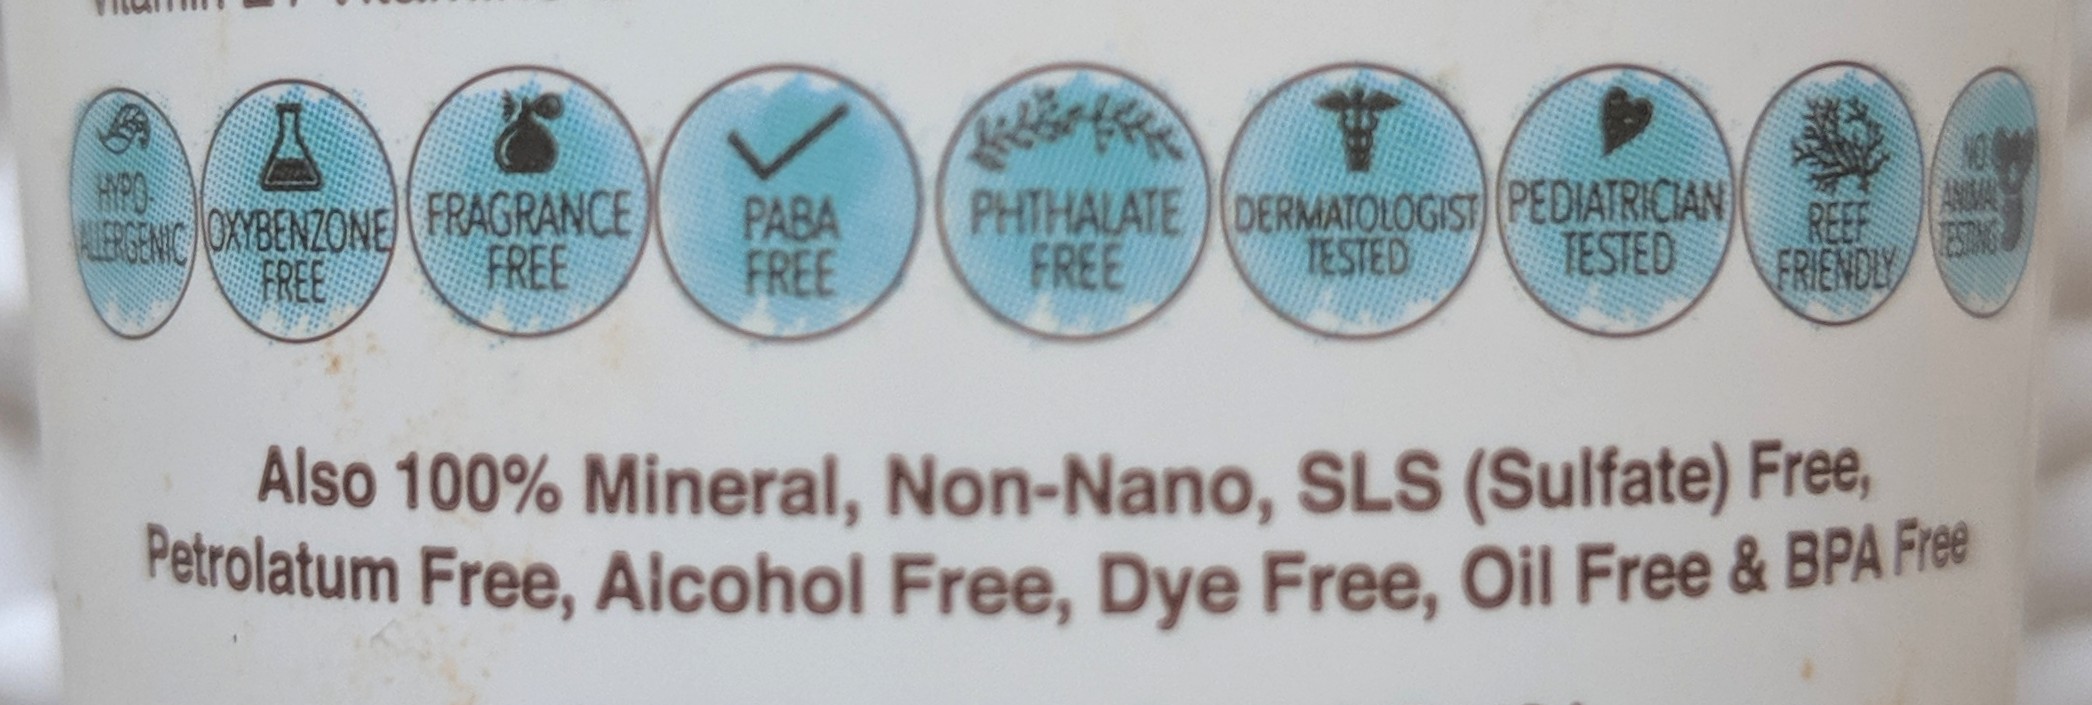 HYPO-
ALLERGENIC
OXYBENZONE
FREE
FRAGRANCE
FREE
PABA
FREE
PHTHALATE
FREE
DERMATOLOGIST
TESTED
PEDIATRICIAN
TESTED
REEF
FRIENDLY
NO
ANIMAL
TESTING
Also 100% Mineral, Non-Nano, SLS (Sulfate) Free,
Petrolatum Free, Alcohol Free, Dye Free, Oil Free & BPA Free